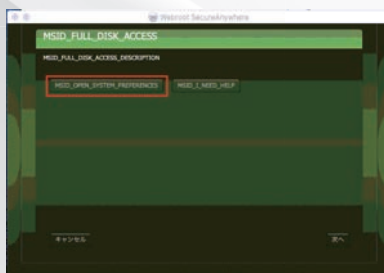 Webroot SecureAnywhere
MSID_FULL_DISK_ACCESS
MSID_FULL_DISK_ACCESS_DESCRIPTION
MSID_OPEN_SYSTEM_PREFERENCES MSID_I_NEED_HELP
キャンセル 次へ